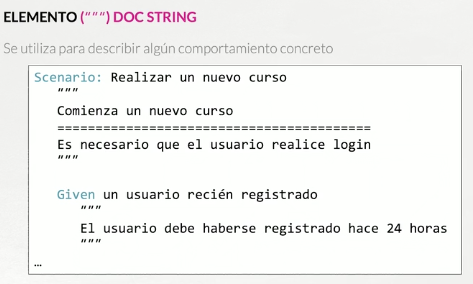 ELEMENTO (“““) DOC STRING
Se utiliza para describir algún comportamiento concreto
Scenario: Realizar un nuevo curso
"""
Comienza un nuevo curso
=========================================
Es necesario que el usuario realice login
"""
Given un usuario recién registrado
"""
El usuario debe haberse registrado hace 24 horas
"""
…